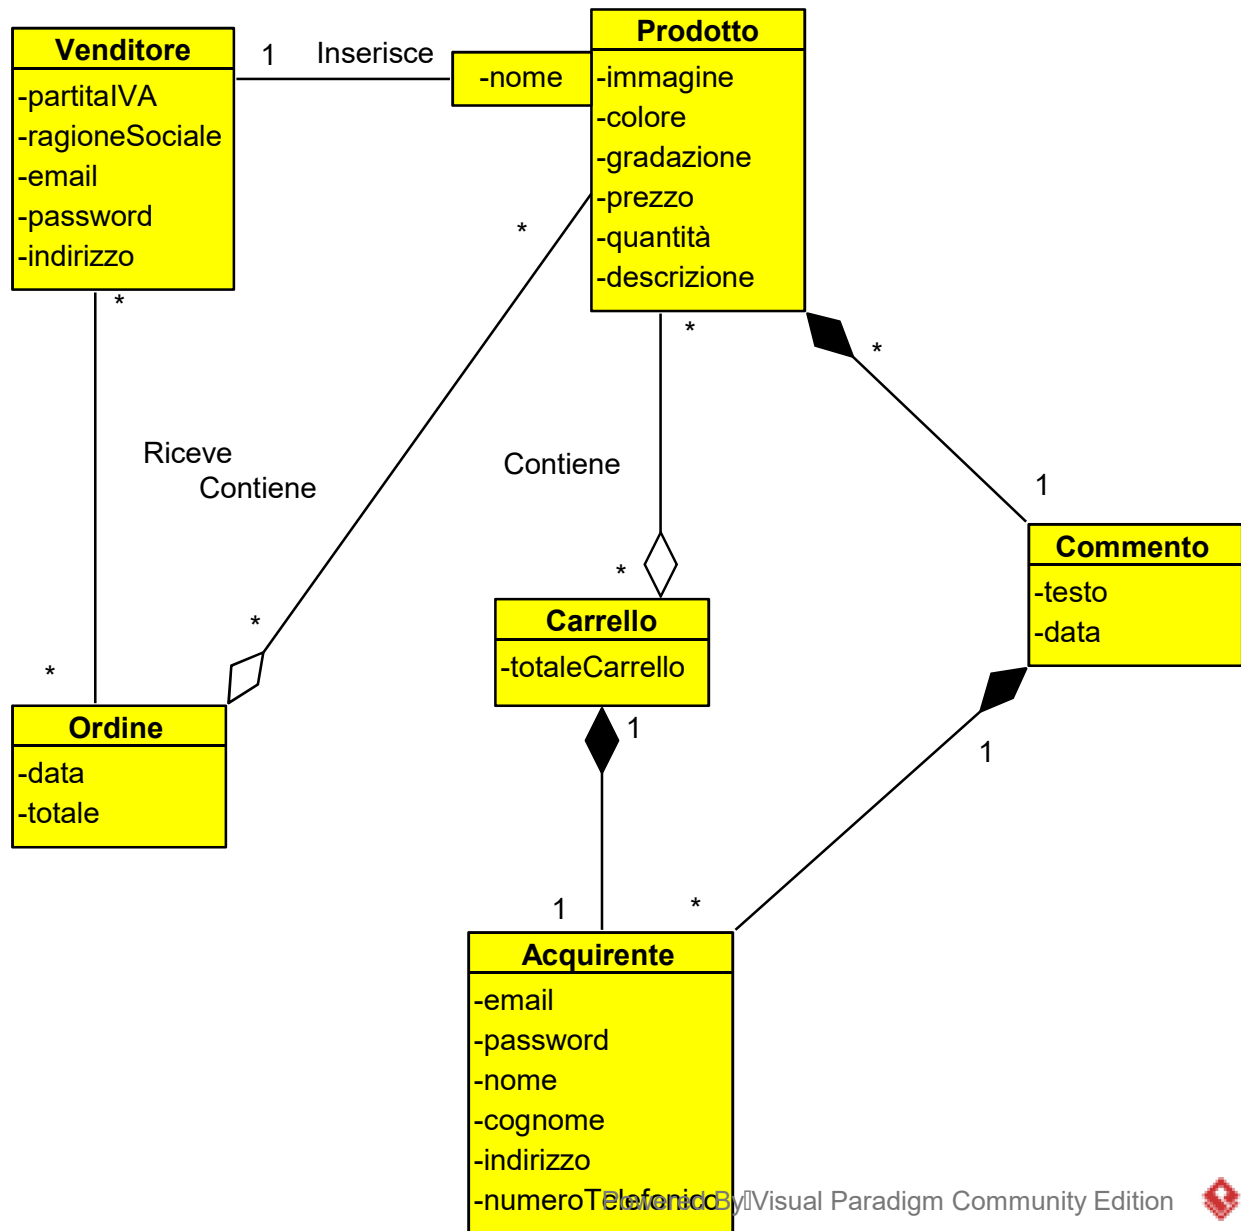 Venditore
-partitaIVA
-ragioneSociale
-email
-password
-indirizzo
1
Inserisce
-nome
Prodotto
-immagine
-colore
-gradazione
-prezzo
-quantità
-descrizione
*
*
*
*
Riceve
Contiene
Contiene
1
*
*
*
Commento
-testo
-data
1
Carrello
-totaleCarrello
1
Ordine
-data
-totale
1
*
Acquirente
-email
-password
-nome
-cognome
-indirizzo
-numeroTelefonico
Powered By Visual Paradigm Community Edition